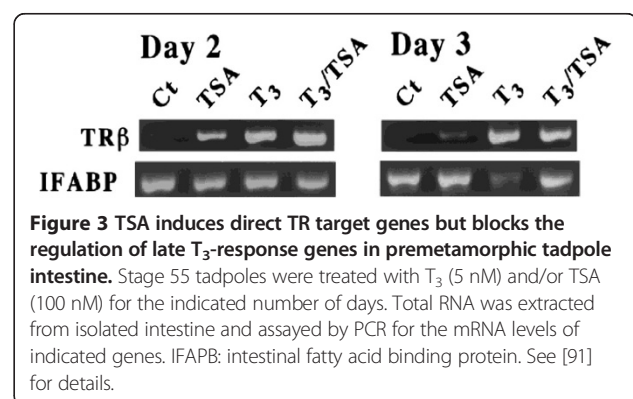 Day 2 Day 3
Ct TSA T₃ T₃/TSA Ct TSA T₃ T₃/TSA
TRβ
IFABP
Figure 3 TSA induces direct TR target genes but blocks the
regulation of late T₃-response genes in premetamorphic tadpole
intestine. Stage 55 tadpoles were treated with T₃ (5 nM) and/or TSA
(100 nM) for the indicated number of days. Total RNA was extracted
from isolated intestine and assayed by PCR for the mRNA levels of
indicated genes. IFAPB: intestinal fatty acid binding protein. See [91]
for details.